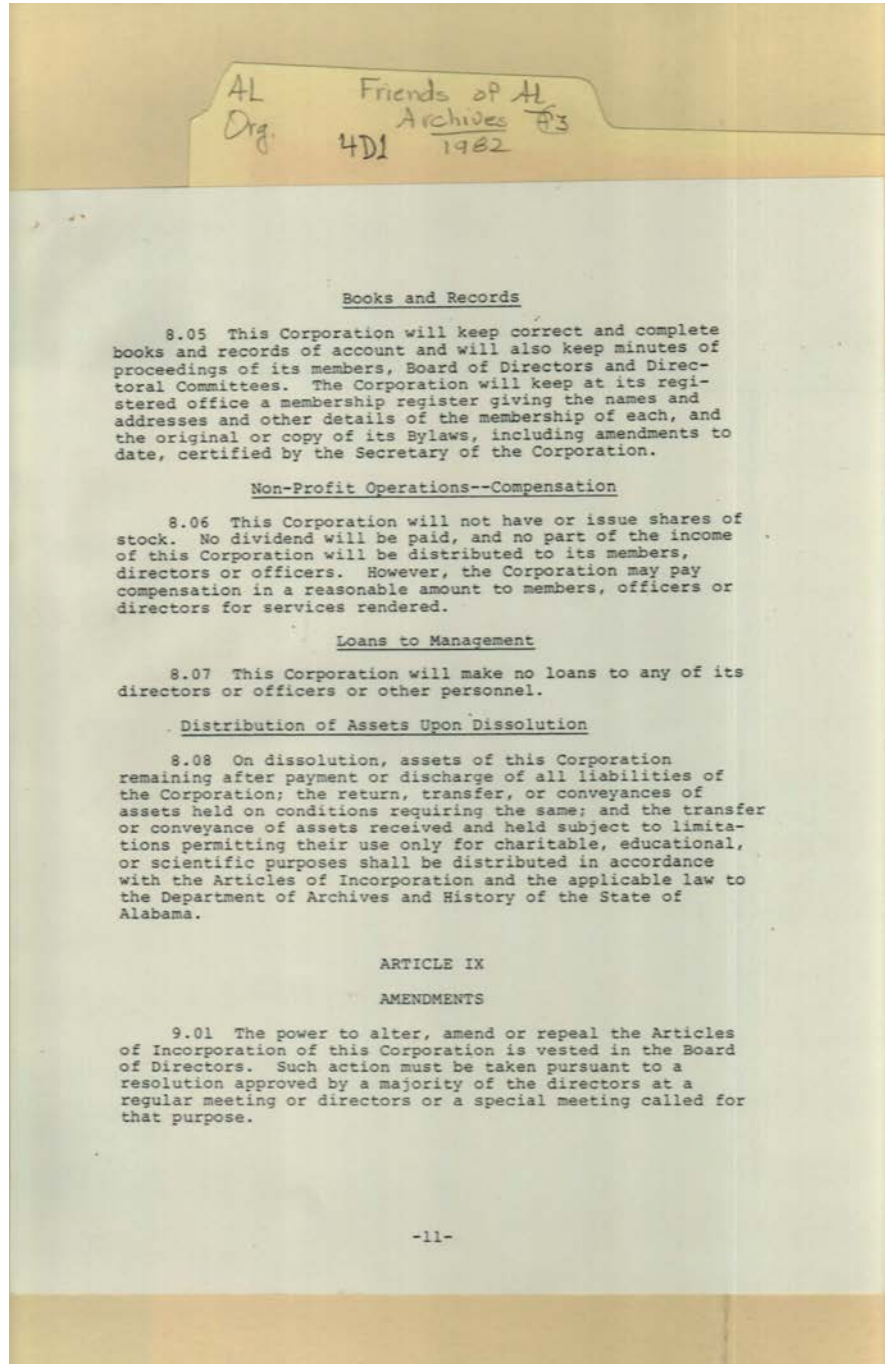 AL Friends of AL
Org. Archives #3
4D1 1982
Books and Records
8.05 This Corporation will keep correct and complete
books and records of account and will also keep minutes of
proceedings of its members, Board of Directors and Direc-
toral Committees. The Corporation will keep at its regi-
stered office a membership register giving the names and
addresses and other details of the membership of each, and
the original or copy of its Bylaws, including amendments to
date, certified by the Secretary of the Corporation.
Non-Profit Operations--Compensation
8.06 This Corporation will not have or issue shares of
stock. No dividend will be paid, and no part of the income
of this Corporation will be distributed to its members,
directors or officers. However, the Corporation may pay
compensation in a reasonable amount to members, officers or
directors for services rendered.
Loans to Management
8.07 This Corporation will make no loans to any of its
directors or officers or other personnel.
Distribution of Assets Upon Dissolution
8.08 On dissolution, assets of this Corporation
remaining after payment or discharge of all liabilities of
the Corporation; the return, transfer, or conveyances of
assets held on conditions requiring the same; and the transfer
or conveyance of assets received and held subject to limita-
tions permitting their use only for charitable, educational,
or scientific purposes shall be distributed in accordance
with the Articles of Incorporation and the applicable law to
the Department of Archives and History of the State of
Alabama.
ARTICLE IX
AMENDMENTS
9.01 The power to alter, amend or repeal the Articles
of Incorporation of this Corporation is vested in the Board
of Directors. Such action must be taken pursuant to a
resolution approved by a majority of the directors at a
regular meeting or directors or a special meeting called for
that purpose.
-11-